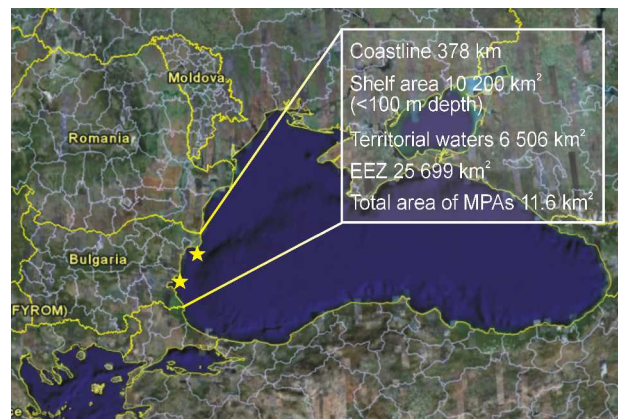 Coastline 378 km
Shelf area 10 200 km²
(<100 m depth)
Territorial waters 6 506 km²
EEZ 25 699 km²
Total area of MPAs 11.6 km²
Moldova
Romania
Bulgaria
FYROM)
se